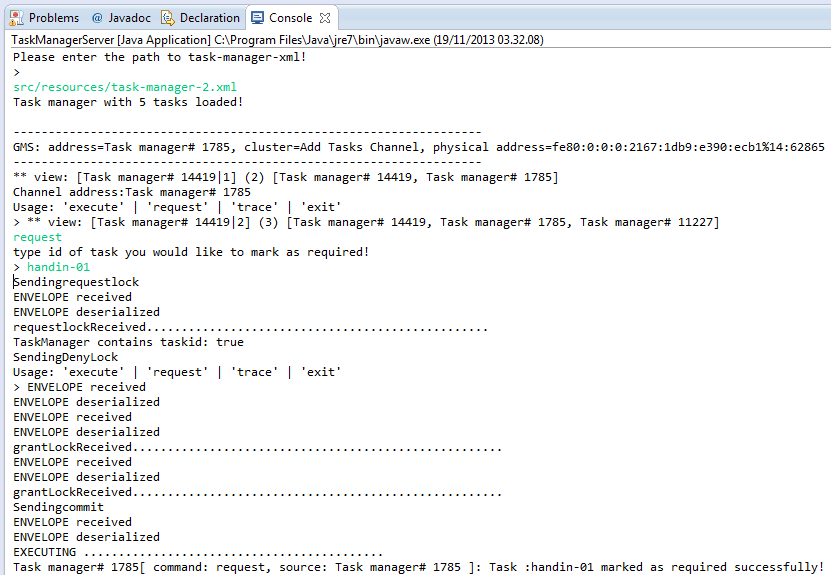 Problems @ Javadoc Declaration Console
TaskManagerServer [Java Application] C:\Program Files\Java\jre7\bin\javaw.exe (19/11/2013 03.32.08)
Please enter the path to task-manager-xml!
>
src/resources/task-manager-2.xml
Task manager with 5 tasks loaded!
-------------------------------------------------------------------
GMS: address=Task manager# 1785, cluster=Add Tasks Channel, physical address=fe80:0:0:0:2167:1db9:e390:ecb1%14:62865
-------------------------------------------------------------------
** view: [Task manager# 14419|1] (2) [Task manager# 14419, Task manager# 1785]
Channel address:Task manager# 1785
Usage: 'execute' | 'request' | 'trace' | 'exit'
> ** view: [Task manager# 14419|2] (3) [Task manager# 14419, Task manager# 1785, Task manager# 11227]
request
type id of task you would like to mark as required!
> handin-01
Sendingrequestlock
ENVELOPE received
ENVELOPE deserialized
requestlockReceived.................................................
TaskManager contains taskid: true
SendingDenyLock
Usage: 'execute' | 'request' | 'trace' | 'exit'
> ENVELOPE received
ENVELOPE deserialized
ENVELOPE received
ENVELOPE deserialized
grantLockReceived.....................................................
ENVELOPE received
ENVELOPE deserialized
grantLockReceived.....................................................
Sendingcommit
ENVELOPE received
ENVELOPE deserialized
EXECUTING ...........................................
Task manager# 1785[ command: request, source: Task manager# 1785 ]: Task :handin-01 marked as required successfully!